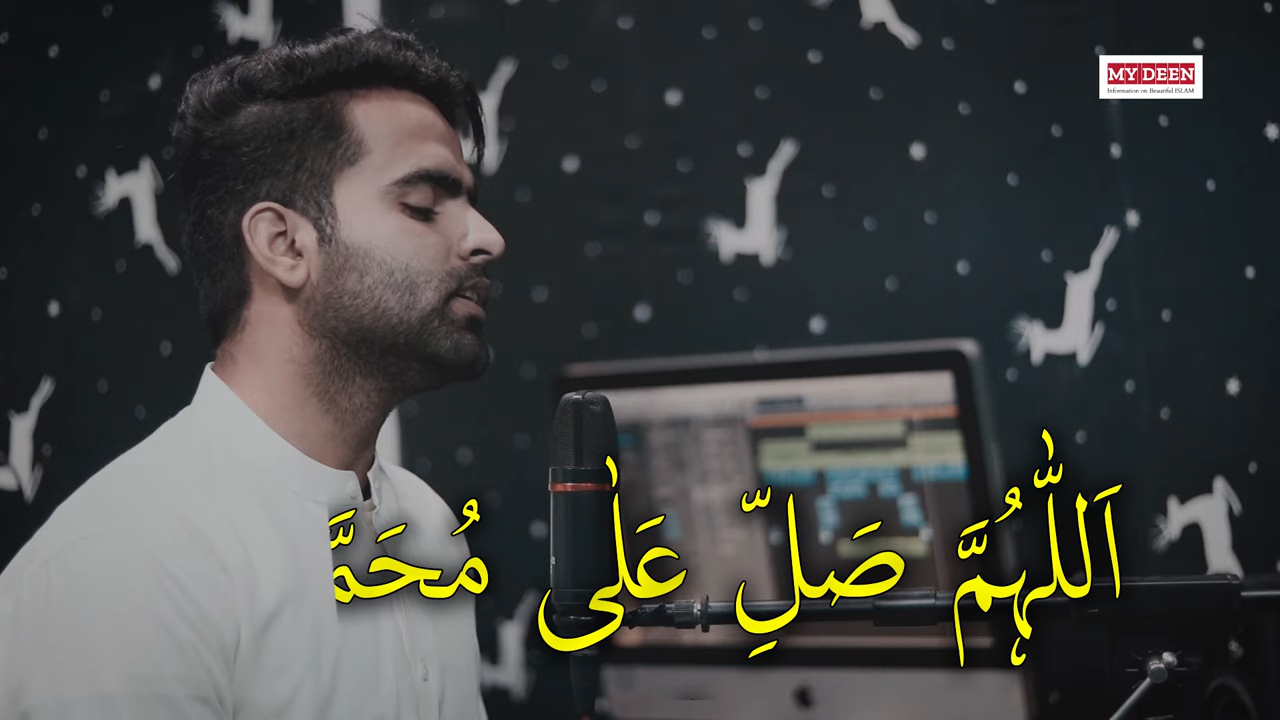 MY DEEN
Information on Beautiful ISLAM
اَللّٰہُمَّ صَلِّ عَلٰی مُحَمَّ